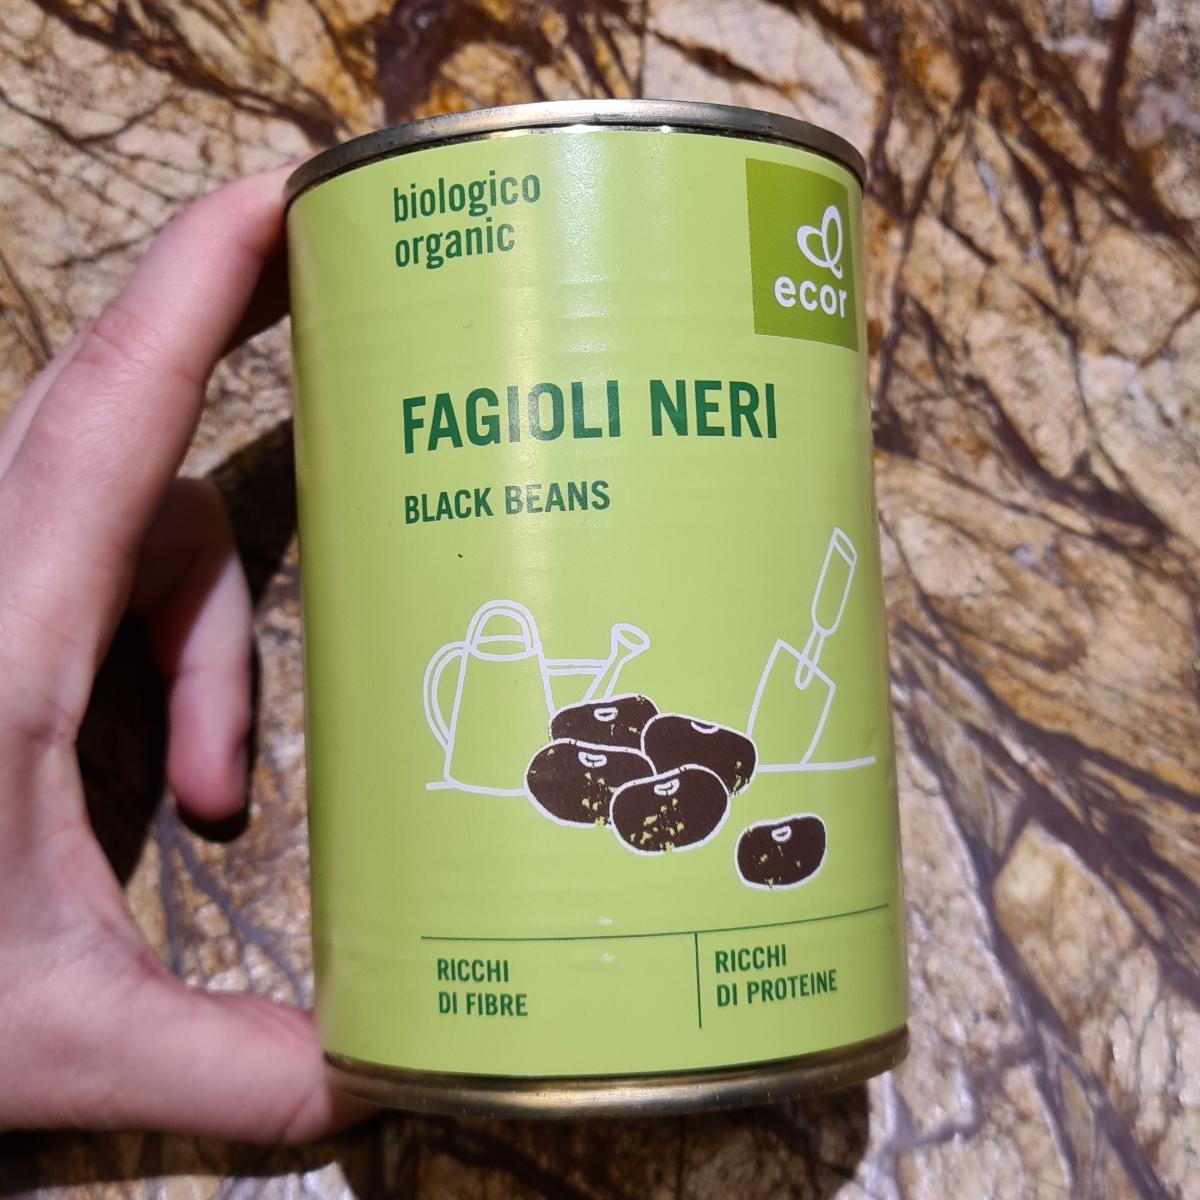 biologico
organic
ecor
FAGIOLI NERI
BLACK BEANS
RICCHI
DI FIBRE
RICCHI
DI PROTEINE